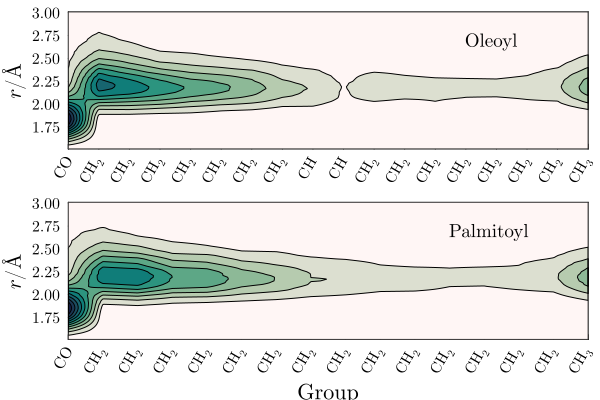 3.00
2.75
2.50
2.25
2.00
1.75
r/Å
Oleoyl
CO CH₂ CH₂ CH₂ CH₂ CH₂ CH₂ CH₂ CH CH CH₂ CH₂ CH₂ CH₂ CH₂ CH₂ CH₂ CH₃
3.00
2.75
2.50
2.25
2.00
1.75
r/Å
Palmitoyl
CO CH₂ CH₂ CH₂ CH₂ CH₂ CH₂ CH₂ CH₂ CH₂ CH₂ CH₂ CH₂ CH₂ CH₂ CH₃
Group